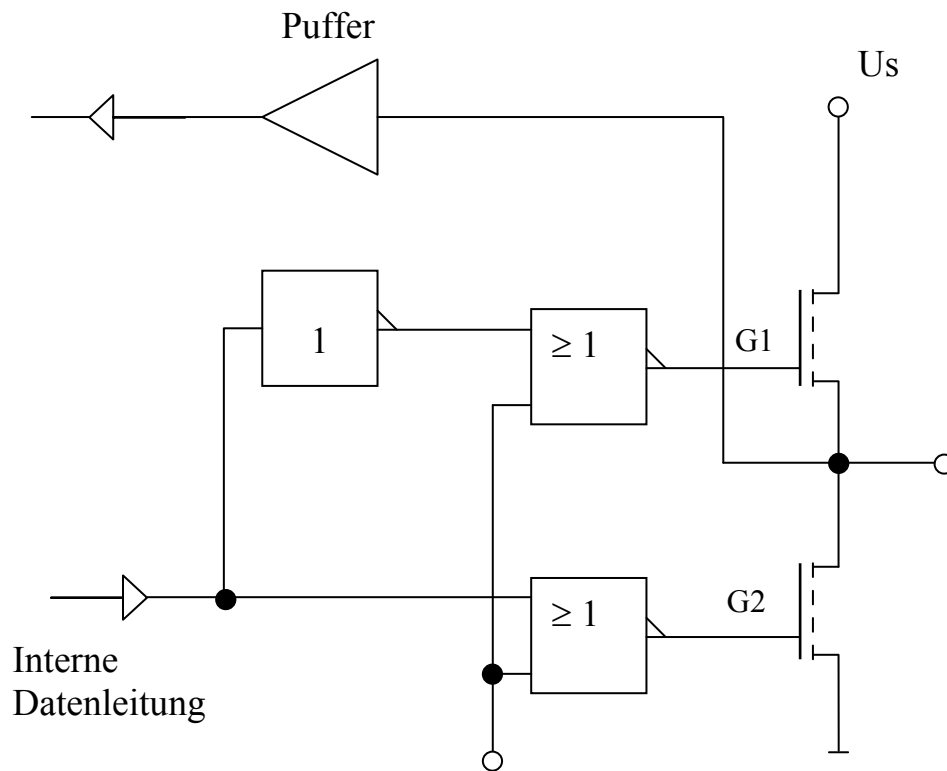 Puffer
Us
1
≥ 1
G1
≥ 1
G2
Interne
Datenleitung